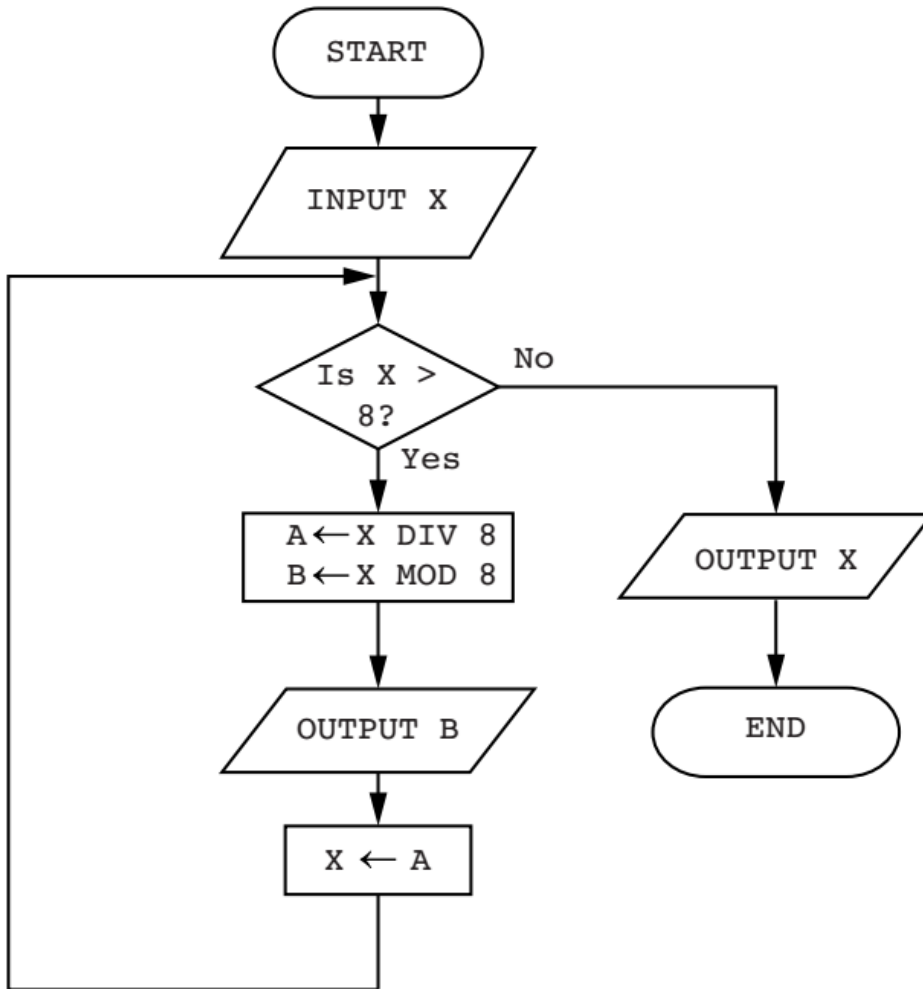 START
INPUT X
Is X >
8?
No
Yes
A ← X DIV 8
B ← X MOD 8
OUTPUT X
OUTPUT B
END
X ← A